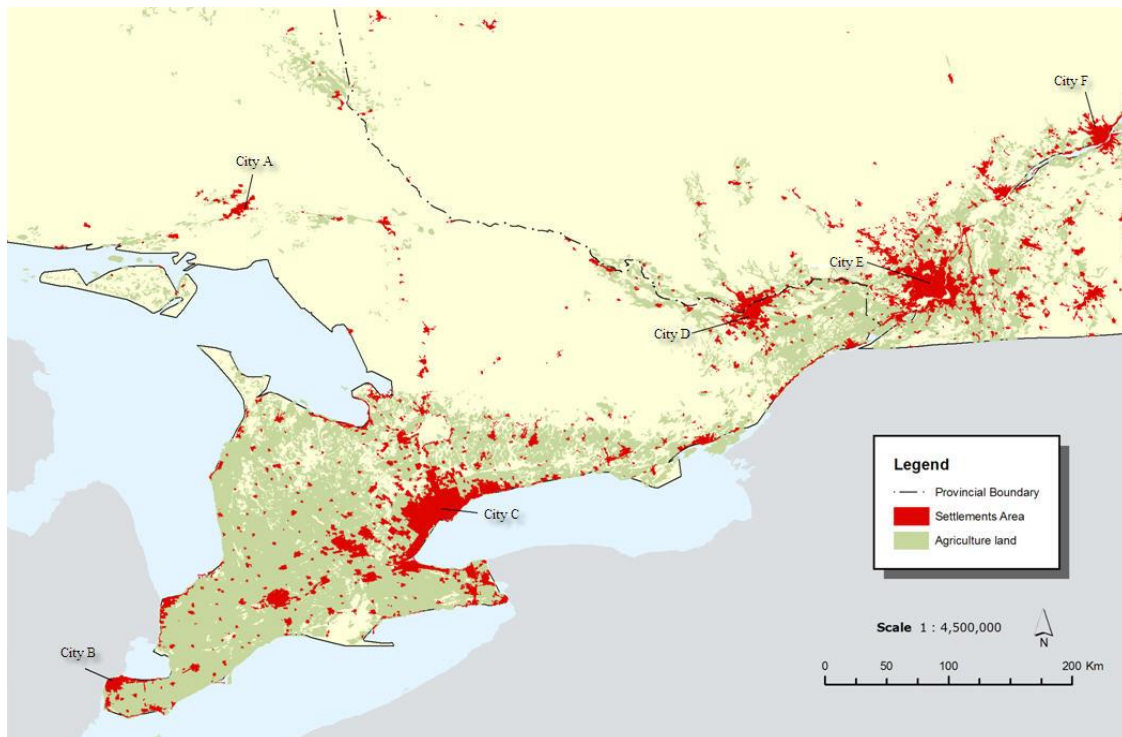 City F
City A
City E
City D
City C
City B
Legend
Provincial Boundary
Settlements Area
Agriculture land
Scale 1 : 4,500,000
N
0 50 100 200 Km